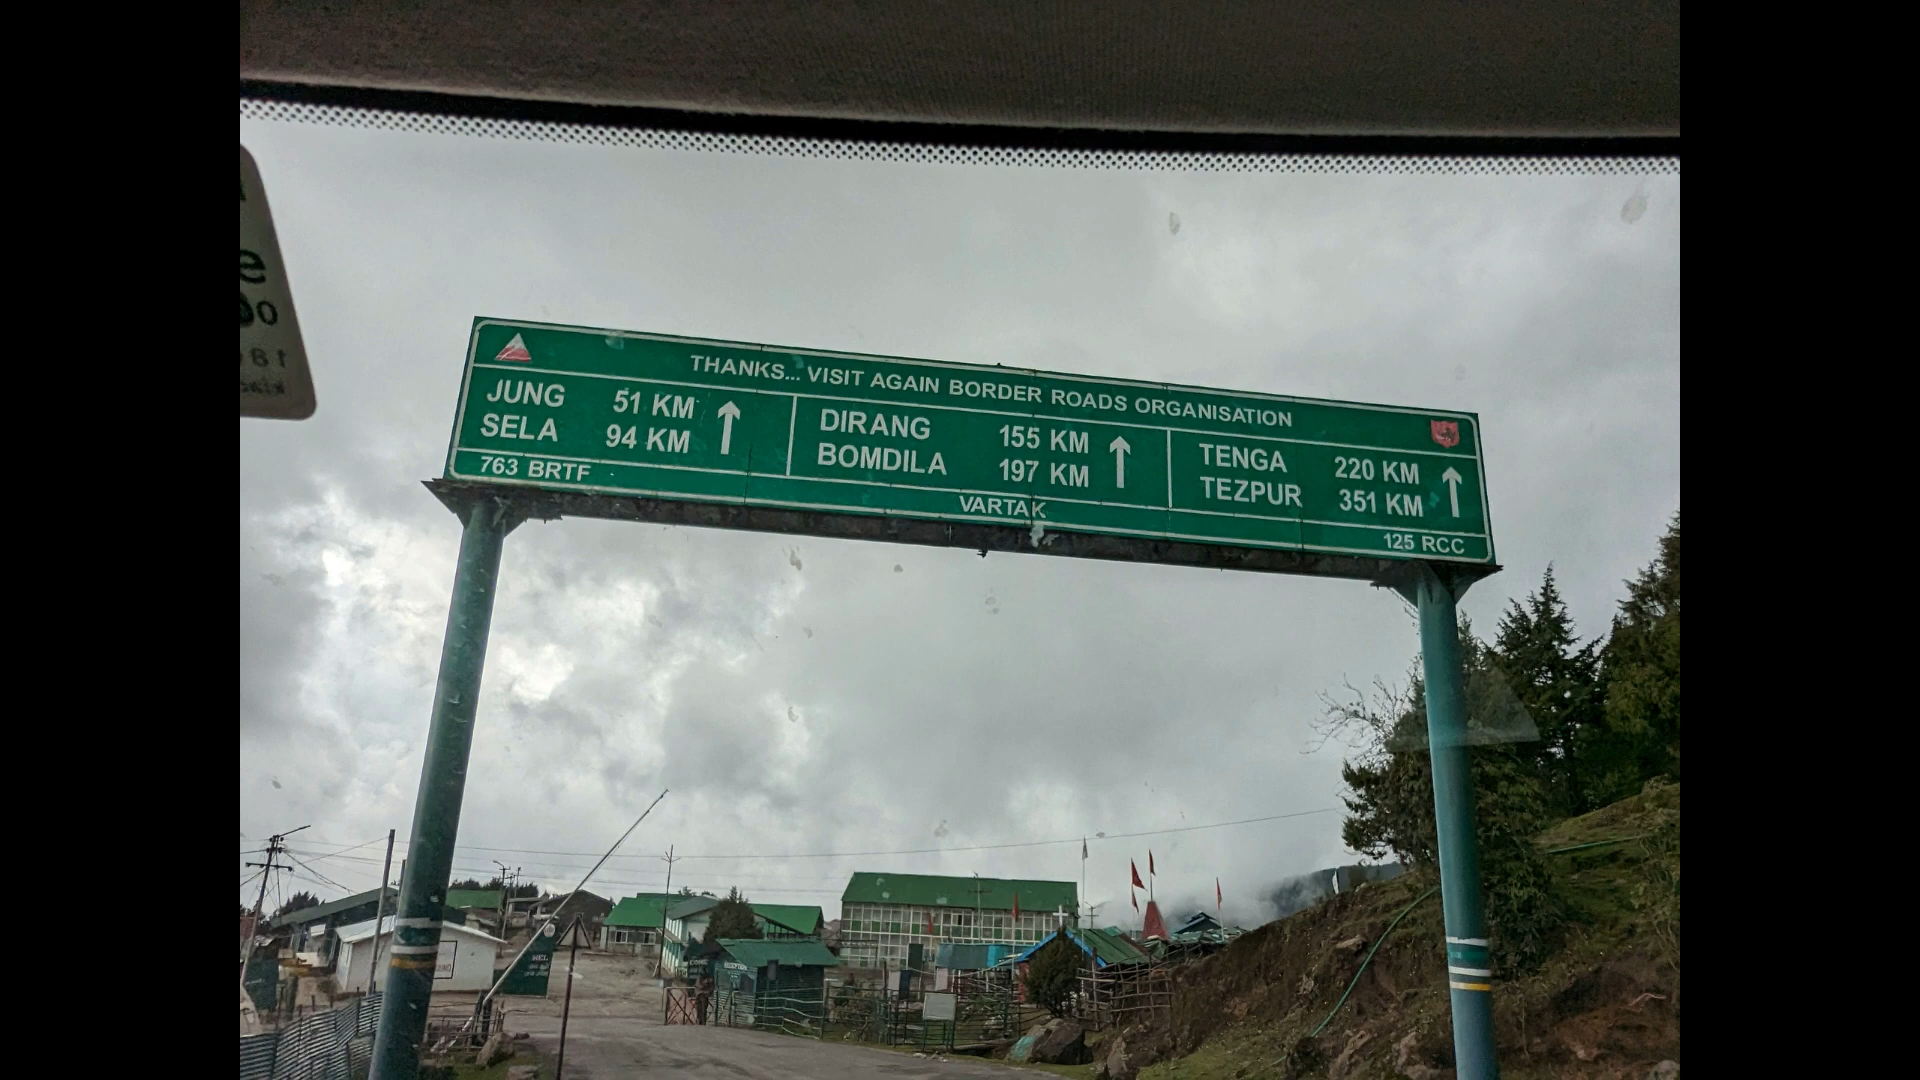 THANKS... VISIT AGAIN BORDER ROADS ORGANISATION
JUNG 51 KM
SELA 94 KM
DIRANG 155 KM
BOMDILA 197 KM
TENGA 220 KM
TEZPUR 351 KM
763 BRTF
VARTAK
125 RCC